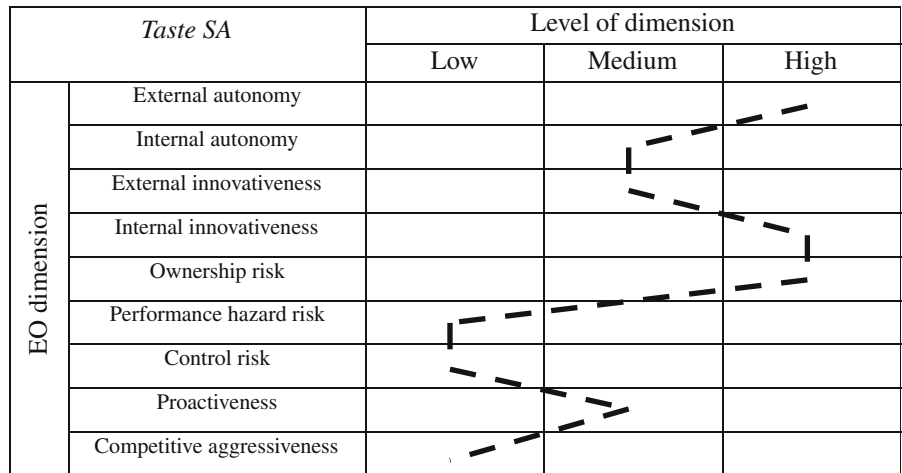 Taste SA
Level of dimension
Low Medium High
EO dimension
External autonomy
Internal autonomy
External innovativeness
Internal innovativeness
Ownership risk
Performance hazard risk
Control risk
Proactiveness
Competitive aggressiveness